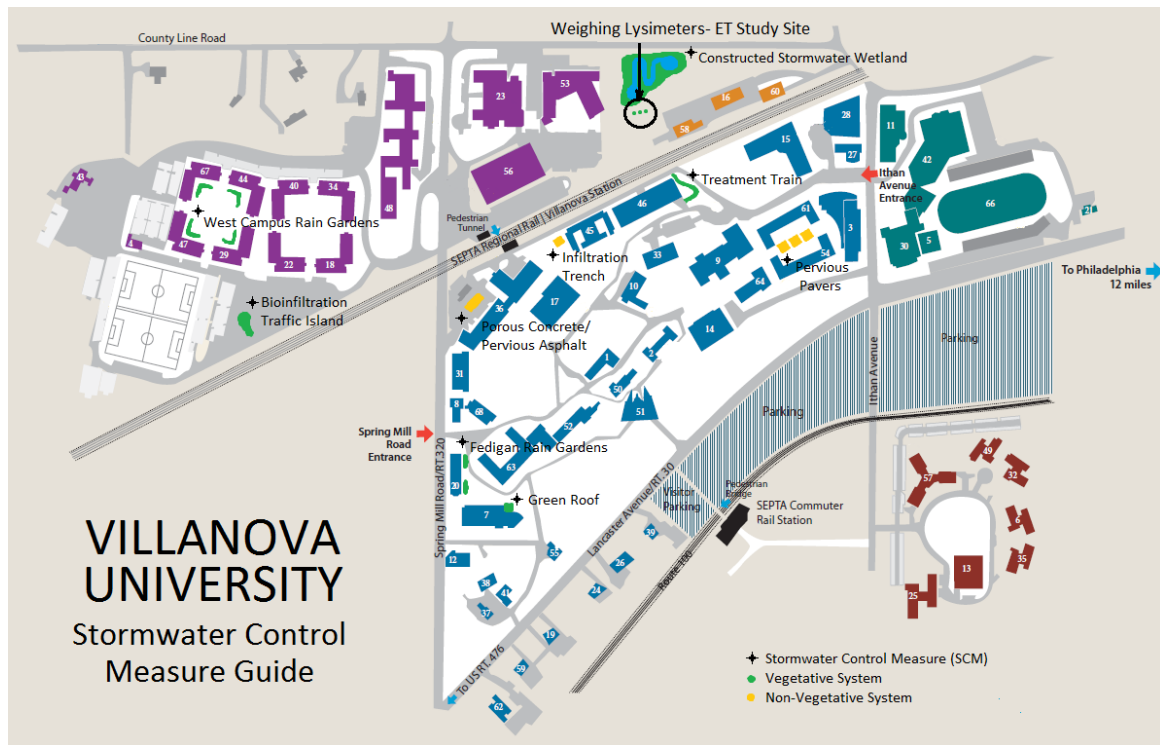 Weighing Lysimeters- ET Study Site
County Line Road
Constructed Stormwater Wetland
53
23
16
60
58
28
11
15
27
42
Ithan
Avenue
Entrance
43
67
44
40
34
48
56
Treatment Train
66
West Campus Rain Gardens
46
61
Pedestrian
Tunnel
SEPTA Regional Rail | Villanova Station
45
33
3
2
4
47
29
22
18
Infiltration
Trench
9
54
30
5
Pervious
Pavers
To Philadelphia
12 miles
10
64
Bioinfiltration
Traffic Island
36
17
Porous Concrete/
Pervious Asphalt
14
Parking
Ithan Avenue
1
2
31
50
Parking
8
68
51
52
Spring Mill
Road
Entrance
Fedigan Rain Gardens
63
49
57
32
20
Spring Mill Road/RT.320
Green Roof
7
Lancaster Avenue/RT. 30
Visitor
Parking
Pedestrian
Bridge
SEPTA Commuter
Rail Station
6
VILLANOVA
UNIVERSITY
Stormwater Control
Measure Guide
39
55
12
26
35
13
38
41
24
Route 100
25
37
19
59
To US RT. 476
62
Stormwater Control Measure (SCM)
Vegetative System
Non-Vegetative System